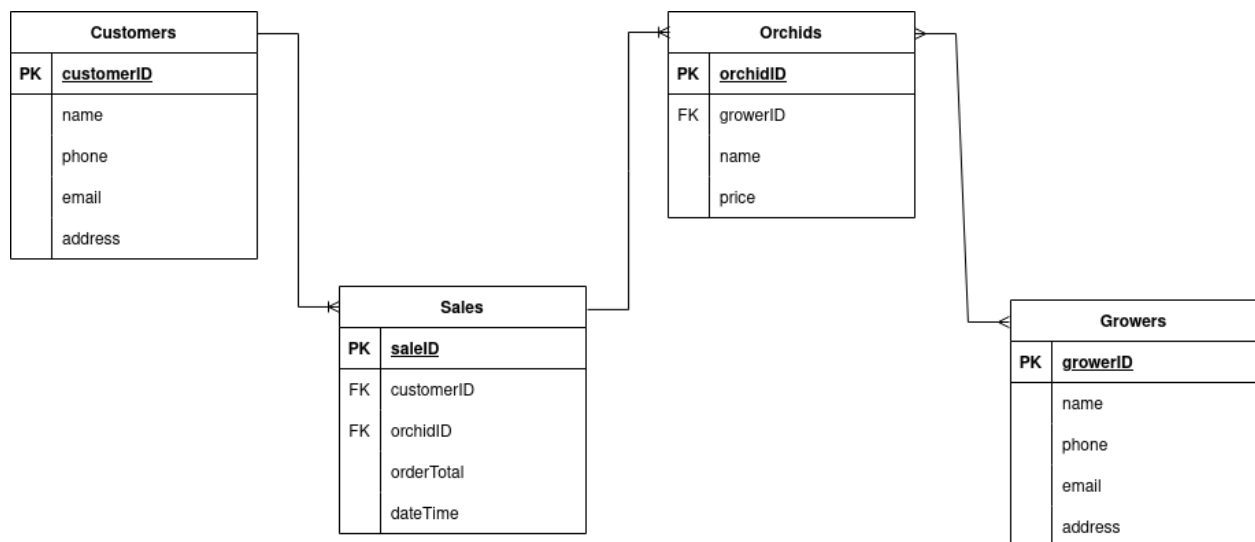 Customers
PK customerID
name
phone
email
address
Orchids
PK orchidID
FK growerID
name
price
Sales
PK saleID
FK customerID
FK orchidID
orderTotal
dateTime
Growers
PK growerID
name
phone
email
address